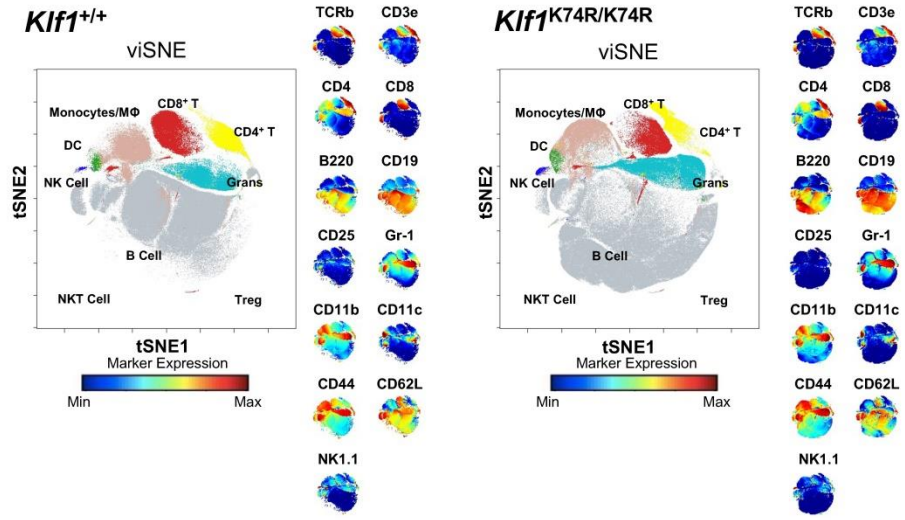 Klf1+/+
viSNE
tSNE2
Monocytes/MΦ
CD8+ T
CD4+ T
DC
NK Cell
Grans
B Cell
NKT Cell
Treg
tSNE1
Marker Expression
Min
Max
TCRb
CD3e
CD4
CD8
B220
CD19
CD25
Gr-1
CD11b
CD11c
CD44
CD62L
NK1.1
Klf1K74R/K74R
viSNE
tSNE2
Monocytes/MΦ
CD8+ T
CD4+ T
DC
NK Cell
Grans
B Cell
NKT Cell
Treg
tSNE1
Marker Expression
Min
Max
TCRb
CD3e
CD4
CD8
B220
CD19
CD25
Gr-1
CD11b
CD11c
CD44
CD62L
NK1.1